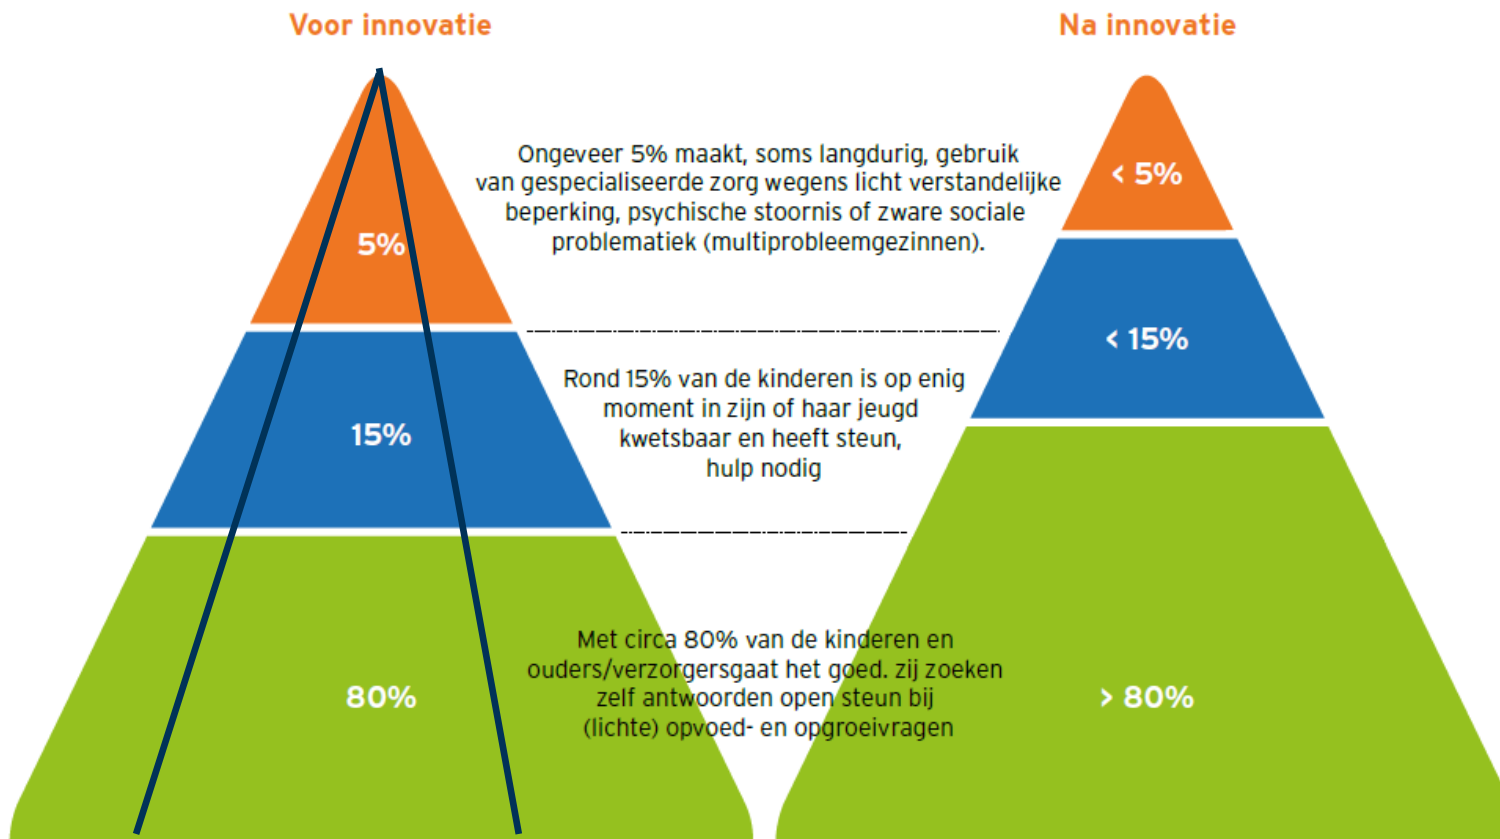 Voor innovatie
Na innovatie
Ongeveer 5% maakt, soms langdurig, gebruik
van gespecialiseerde zorg wegens licht verstandelijke
beperking, psychische stoornis of zware sociale
problematiek (multiprobleemgezinnen).
5%
< 5%
Rond 15% van de kinderen is op enig
moment in zijn of haar jeugd
kwetsbaar en heeft steun,
hulp nodig
15%
< 15%
Met circa 80% van de kinderen en
ouders/verzorgersgaat het goed. zij zoeken
zelf antwoorden open steun bij
(lichte) opvoed- en opgroeivragen
80%
> 80%